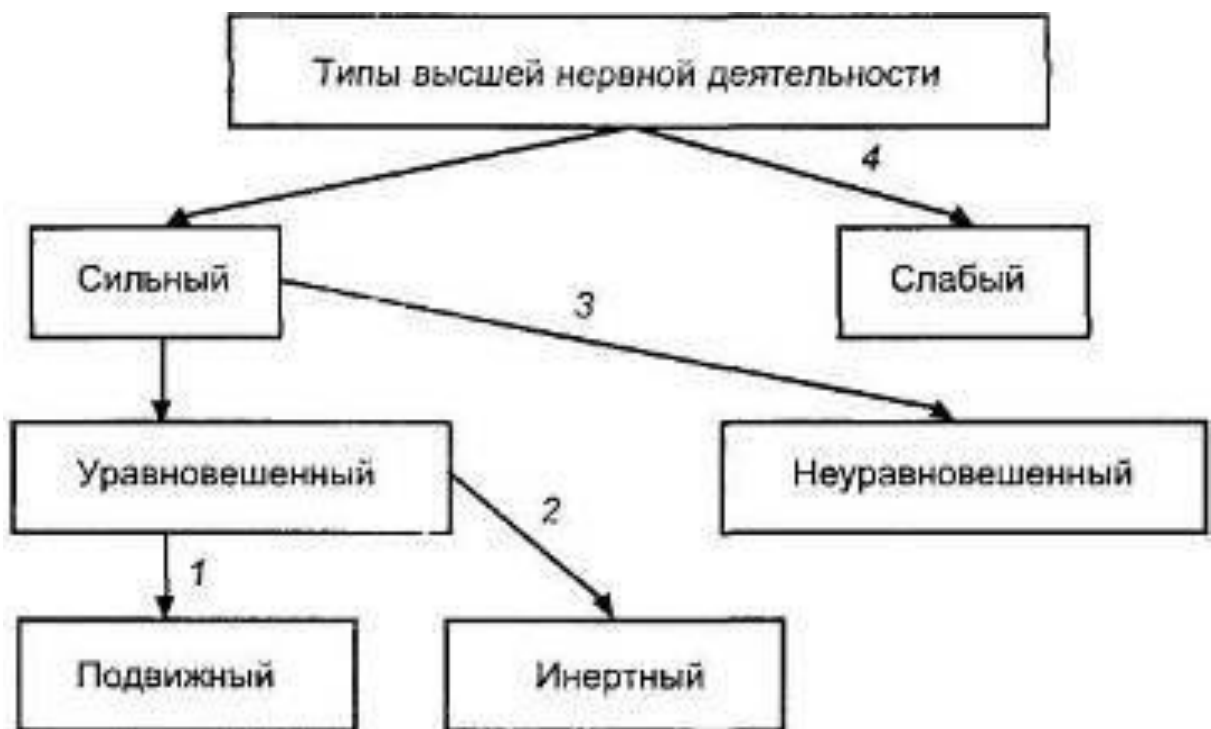 Типы высшей нервной деятельности
4
Сильный
Слабый
3
Уравновешенный
Неуравновешенный
2
1
Подвижный
Инертный